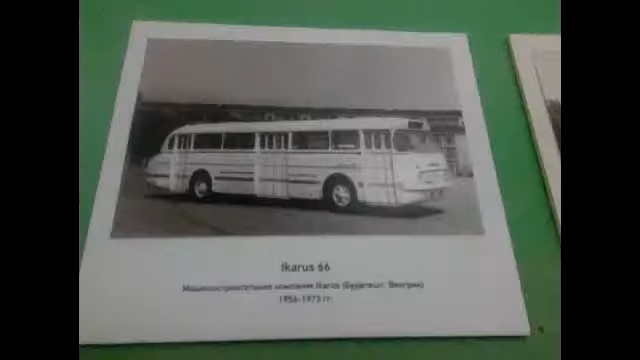 Ikarus 66
Машиностроительная компания Ikarus (Будапешт, Венгрия)
1956-1973 гг.